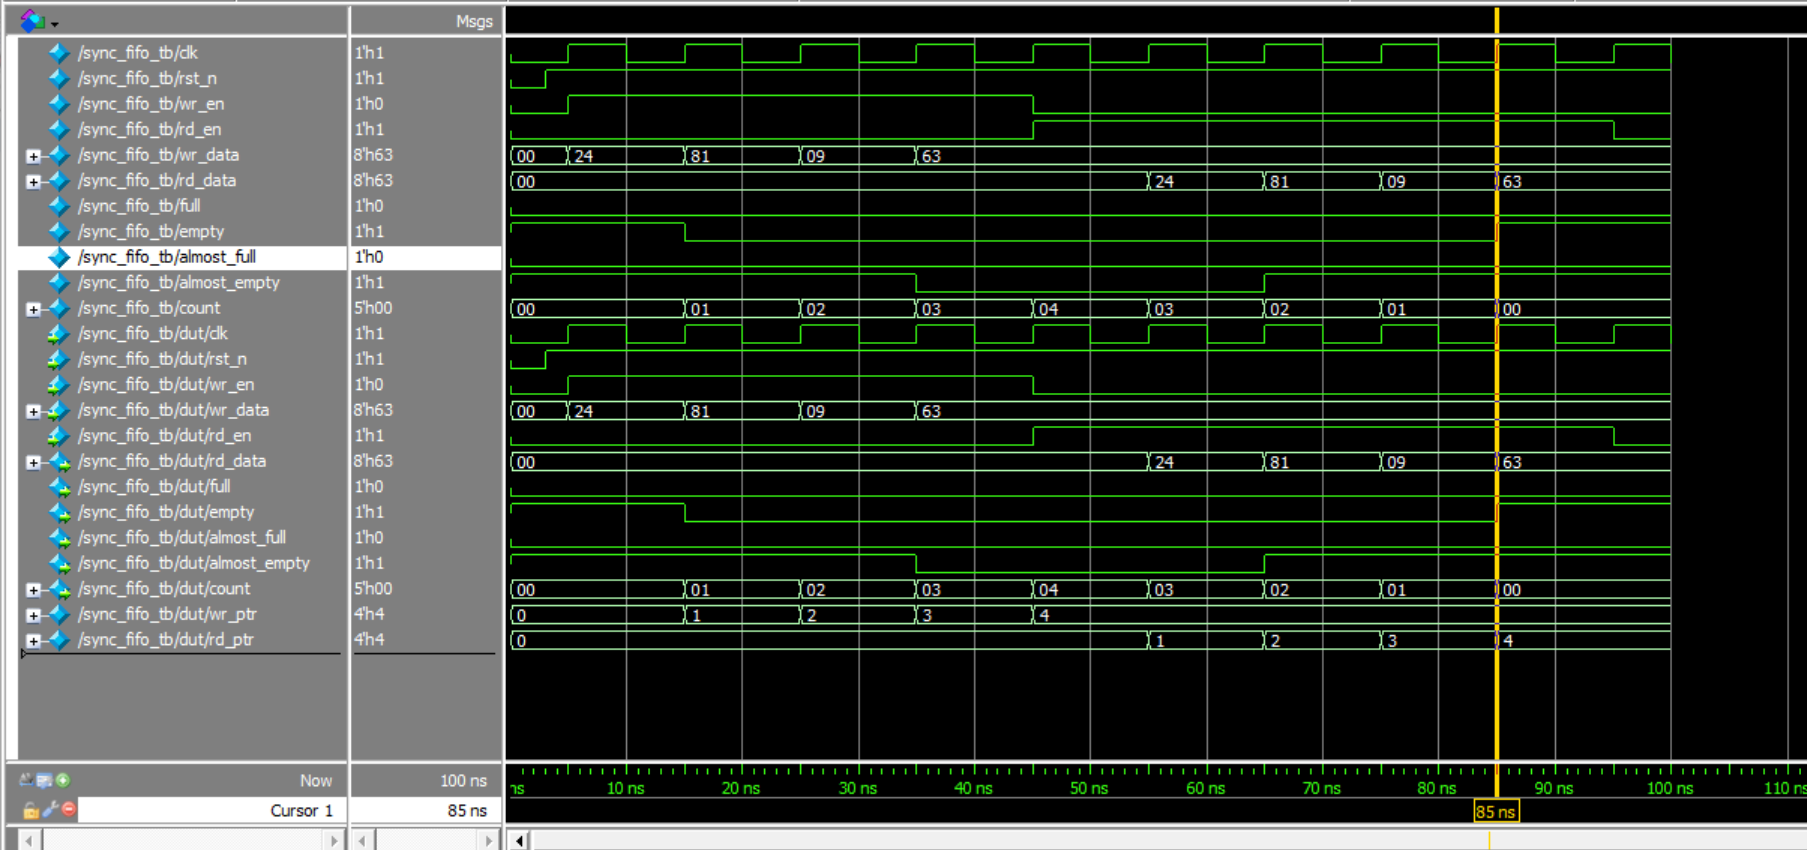 Msgs
/sync_fifo_tb/clk 1'h1
/sync_fifo_tb/rst_n 1'h1
/sync_fifo_tb/wr_en 1'h0
/sync_fifo_tb/rd_en 1'h1
/sync_fifo_tb/wr_data 8'h63 00 24 81 09 63
/sync_fifo_tb/rd_data 8'h63 00 24 81 09 63
/sync_fifo_tb/full 1'h0
/sync_fifo_tb/empty 1'h1
/sync_fifo_tb/almost_full 1'h0
/sync_fifo_tb/almost_empty 1'h1
/sync_fifo_tb/count 5'h00 00 01 02 03 04 03 02 01 00
/sync_fifo_tb/dut/clk 1'h1
/sync_fifo_tb/dut/rst_n 1'h1
/sync_fifo_tb/dut/wr_en 1'h0
/sync_fifo_tb/dut/wr_data 8'h63 00 24 81 09 63
/sync_fifo_tb/dut/rd_en 1'h1
/sync_fifo_tb/dut/rd_data 8'h63 00 24 81 09 63
/sync_fifo_tb/dut/full 1'h0
/sync_fifo_tb/dut/empty 1'h1
/sync_fifo_tb/dut/almost_full 1'h0
/sync_fifo_tb/dut/almost_empty 1'h1
/sync_fifo_tb/dut/count 5'h00 00 01 02 03 04 03 02 01 00
/sync_fifo_tb/dut/wr_ptr 4'h4 0 1 2 3 4
/sync_fifo_tb/dut/rd_ptr 4'h4 0 1 2 3 4
Now 100 ns ns 10 ns 20 ns 30 ns 40 ns 50 ns 60 ns 70 ns 80 ns 90 ns 100 ns 110 ns
Cursor 1 85 ns 85 ns